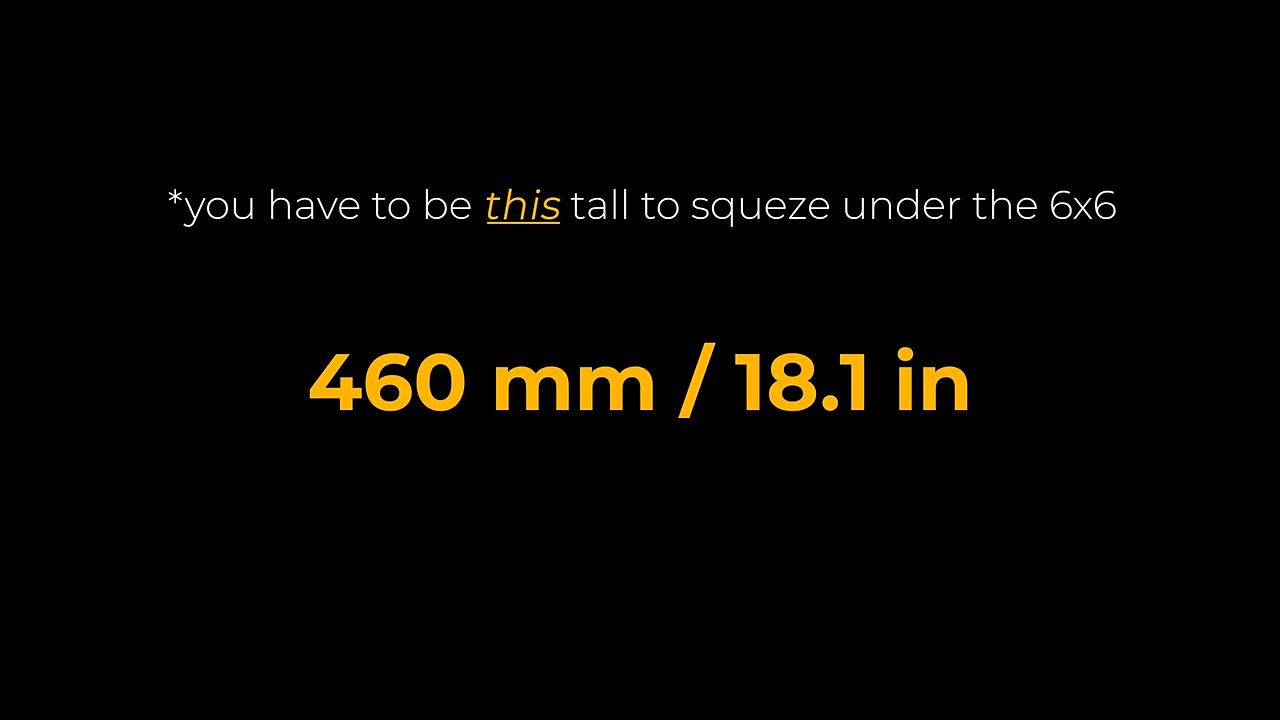 *you have to be this tall to squeze under the 6x6
460 mm / 18.1 in